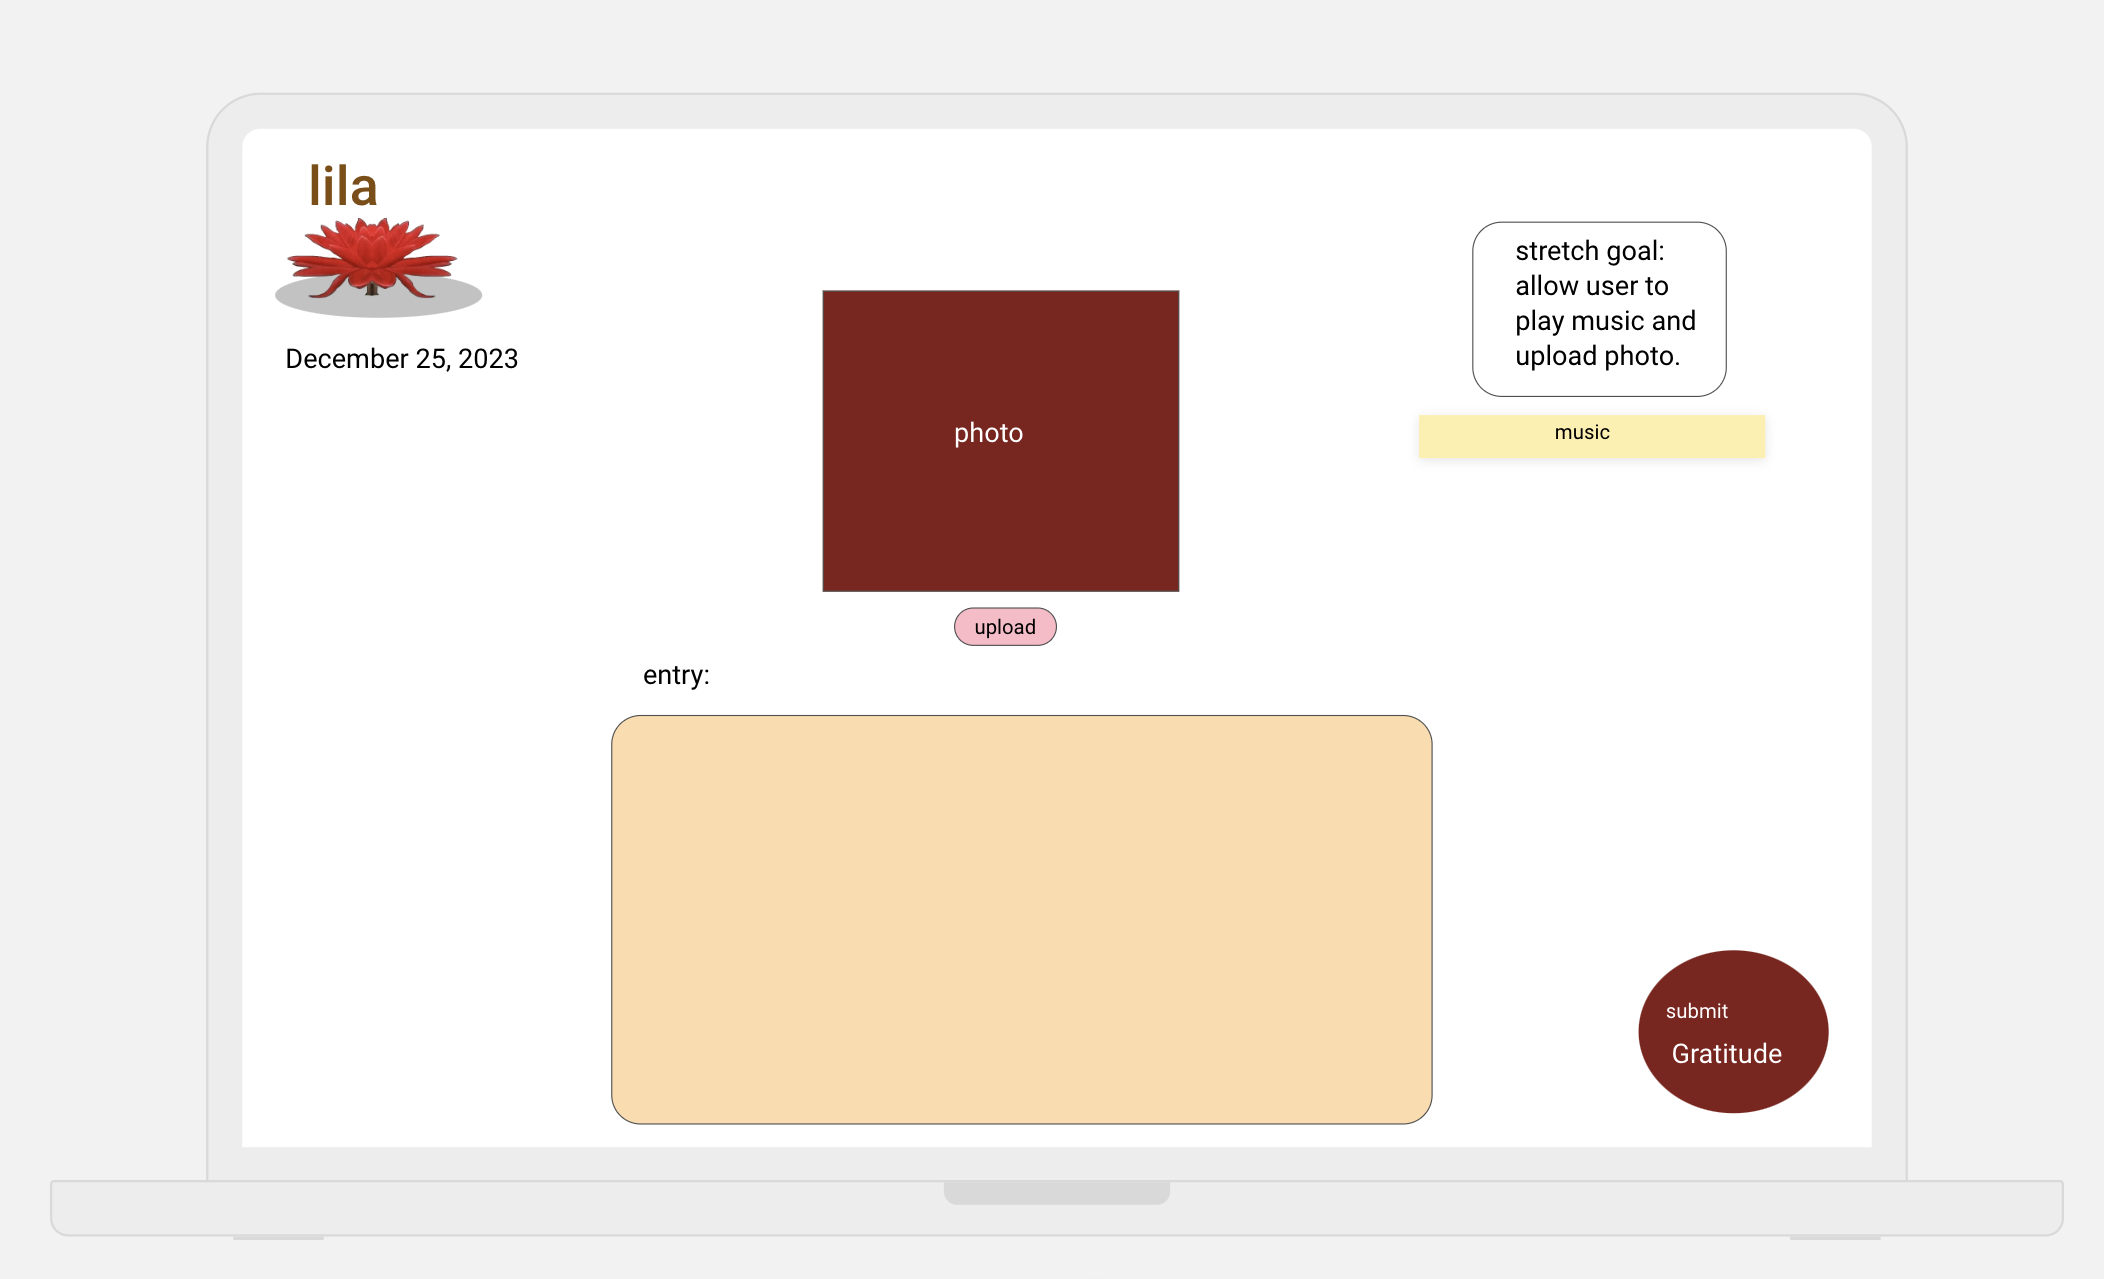 lila
December 25, 2023
stretch goal:
allow user to
play music and
upload photo.
music
photo
upload
entry:
submit
Gratitude